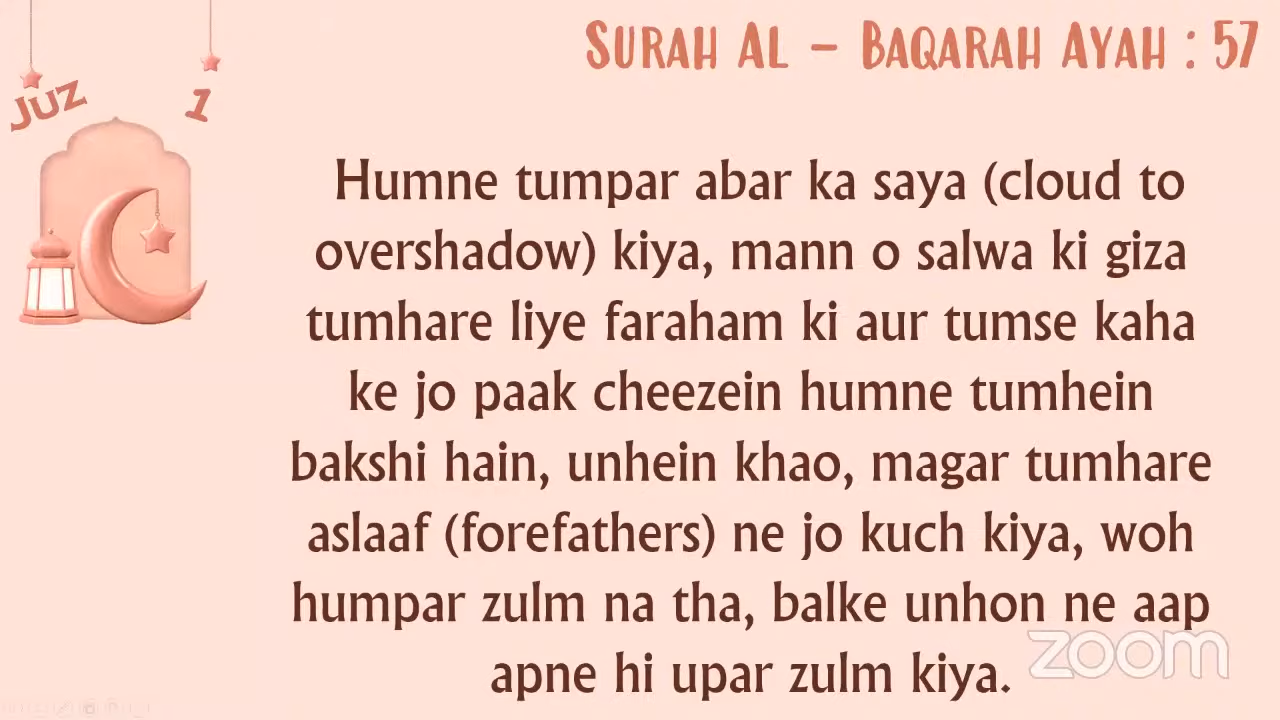 SURAH AL - BAQARAH AYAH : 57
JUZ 1
Humne tumpar abar ka saya (cloud to
overshadow) kiya, mann o salwa ki giza
tumhare liye faraham ki aur tumse kaha
ke jo paak cheezein humne tumhein
bakshi hain, unhein khao, magar tumhare
aslaaf (forefathers) ne jo kuch kiya, woh
humpar zulm na tha, balke unhon ne aap
apne hi upar zulm kiya.
zoom